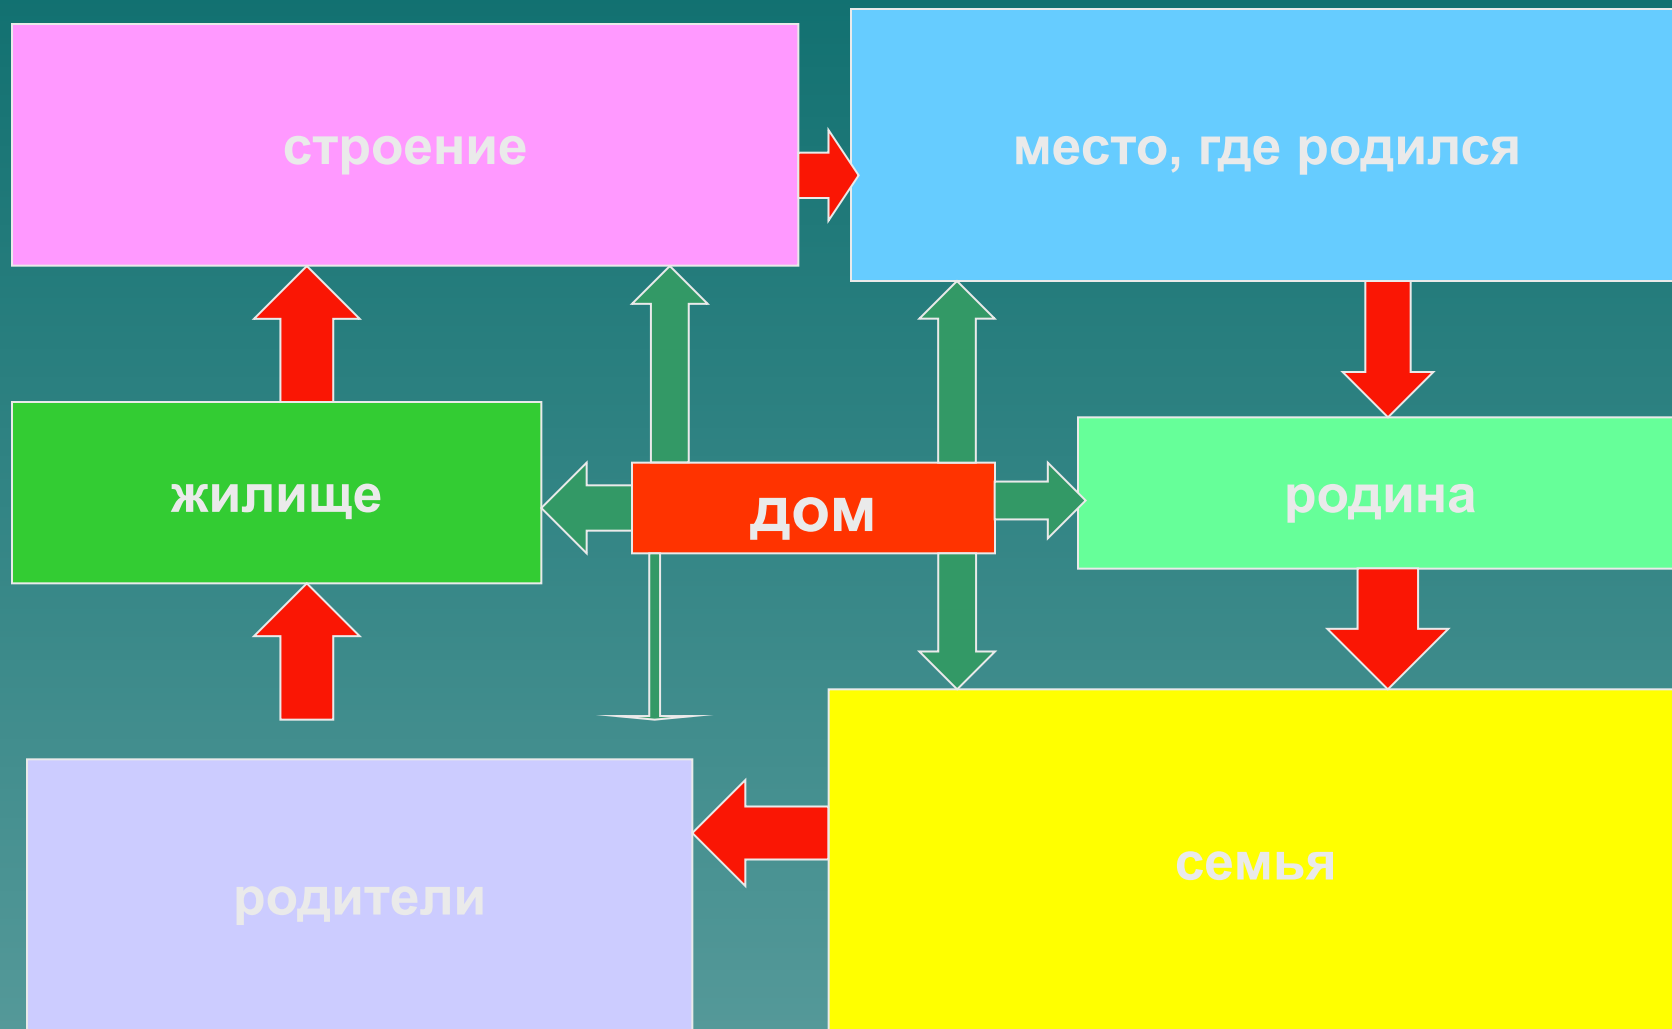 строение
место, где родился
жилище
дом
родина
родители
семья